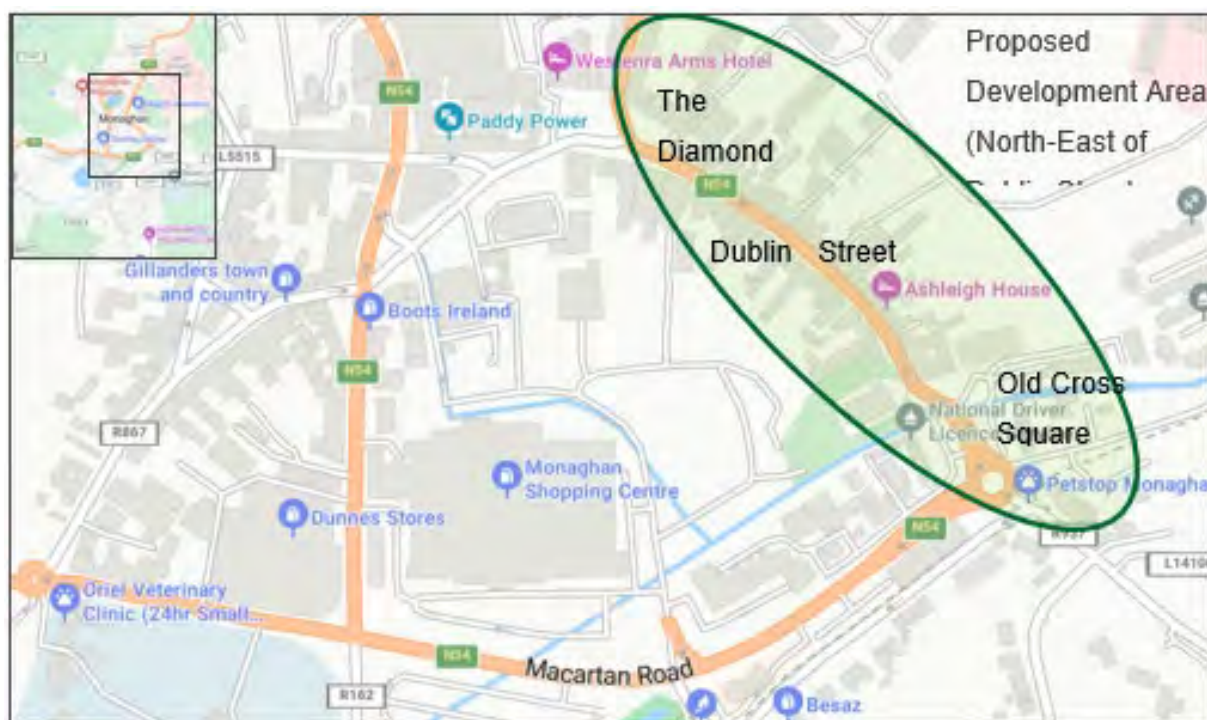 Proposed
Development Area
(North-East of
Westenra Arms Hotel
N54
The
Paddy Power
Diamond
L5515
N54
Dublin Street
Gillanders town
and country
Ashleigh House
Boots Ireland
N54
Old Cross
National Driver
Square
R867
Monaghan
Shopping Centre
Petstop Monagha
Dunnes Stores
N54
R937
L1410
Oriel Veterinary
Clinic (24hr Small...
N54
Macartan Road
R162
Besaz
Monaghan